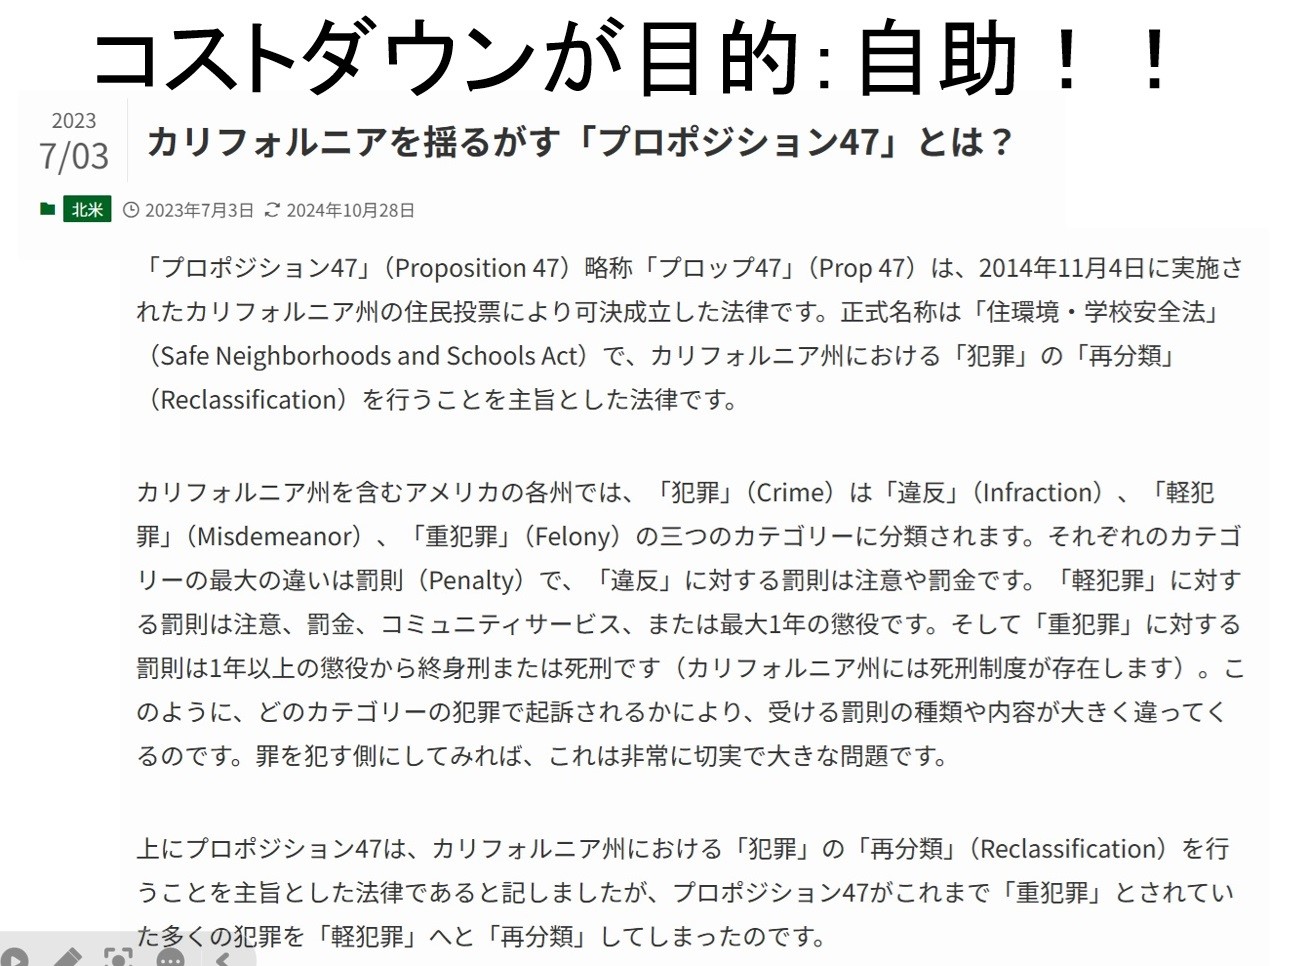 コストダウンが目的：自助！！
2023
7/03
カリフォルニアを揺るがす「プロポジション47」とは？
北米 2023年7月3日 2024年10月28日
「プロポジション47」（Proposition 47）略称「プロップ47」（Prop 47）は、2014年11月4日に実施さ
れたカリフォルニア州の住民投票により可決成立した法律です。正式名称は「住環境・学校安全法」
（Safe Neighborhoods and Schools Act）で、カリフォルニア州における「犯罪」の「再分類」
（Reclassification）を行うことを主旨とした法律です。
カリフォルニア州を含むアメリカの各州では、「犯罪」（Crime）は「違反」（Infraction）、「軽犯
罪」（Misdemeanor）、「重犯罪」（Felony）の三つのカテゴリーに分類されます。それぞれのカテゴ
リーの最大の違いは罰則（Penalty）で、「違反」に対する罰則は注意や罰金です。「軽犯罪」に対す
る罰則は注意、罰金、コミュニティサービス、または最大1年の懲役です。そして「重犯罪」に対する
罰則は1年以上の懲役から終身刑または死刑です（カリフォルニア州には死刑制度が存在します）。こ
のように、どのカテゴリーの犯罪で起訴されるかにより、受ける罰則の種類や内容が大きく違ってく
るのです。罪を犯す側にしてみれば、これは非常に切実で大きな問題です。
上にプロポジション47は、カリフォルニア州における「犯罪」の「再分類」（Reclassification）を行
うことを主旨とした法律であると記しましたが、プロポジション47がこれまで「重犯罪」とされてい
た多くの犯罪を「軽犯罪」へと「再分類」してしまったのです。